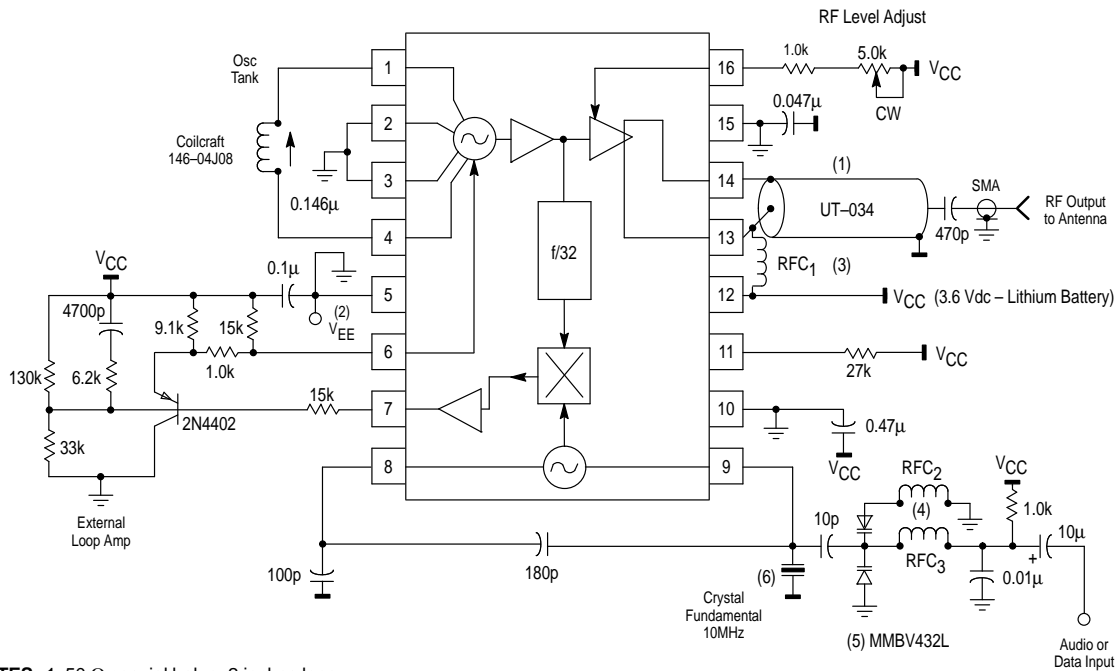 RF Level Adjust
Osc
Tank
1
16
1.0k
5.0k
VCC
CW
Coilcraft
146–04J08
2
15
0.047µ
3
0.146µ
14
(1)
UT–034
SMA
RF Output
to Antenna
470p
4
13
RFC1
(3)
f/32
VCC
0.1µ
5
(2)
VEE
12
VCC
(3.6 Vdc – Lithium Battery)
4700p
9.1k
15k
1.0k
6
11
27k
VCC
130k
6.2k
2N4402
15k
7
10
0.47µ
VCC
33k
8
9
RFC2
(4)
RFC3
VCC
1.0k
External
Loop Amp
100p
180p
10p
10µ
+
0.01µ
(6)
Crystal
Fundamental
10MHz
(5) MMBV432L
Audio or
Data Input